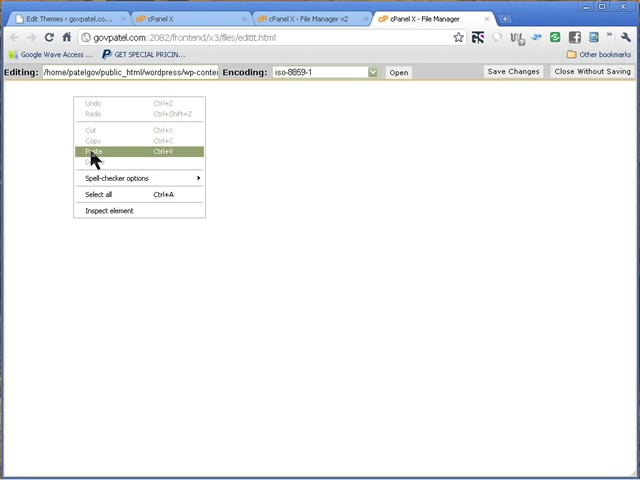 Edit Themes ‹ govpatel.co...
cPanel X
cPanel X - File Manager v2
cPanel X - File Manager
govpatel.com:2082/frontend/x3/files/editit.html
Google Wave Access ...
GET SPECIAL PRICIN...
Other bookmarks
Editing: /home/patelgov/public_html/wordpress/wp-conter Encoding: iso-8859-1 Open Save Changes Close Without Saving
Undo Ctrl+Z
Redo Ctrl+Shift+Z
Cut Ctrl+X
Copy Ctrl+C
Paste Ctrl+V
Spell-checker options
Select all Ctrl+A
Inspect element